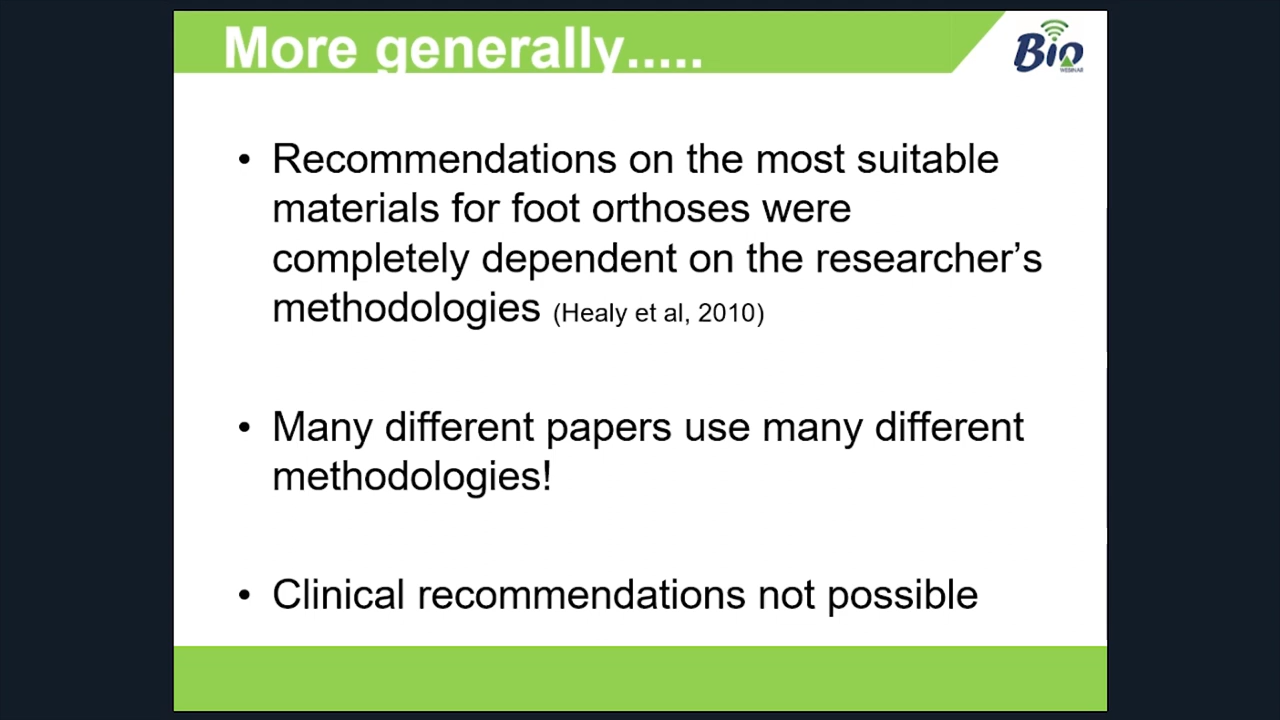 More generally.....
Bio
WEBINAR
• Recommendations on the most suitable
materials for foot orthoses were
completely dependent on the researcher’s
methodologies (Healy et al, 2010)
• Many different papers use many different
methodologies!
• Clinical recommendations not possible